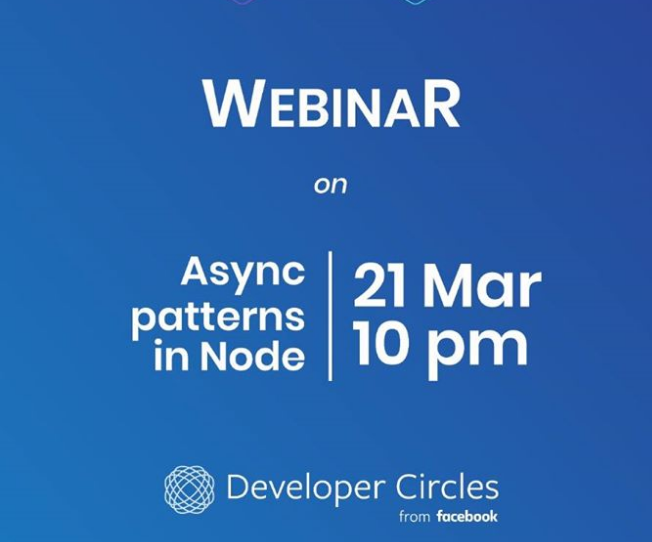 WEBINAR
on
Async
patterns
in Node
21 Mar
10 pm
Developer Circles
from facebook